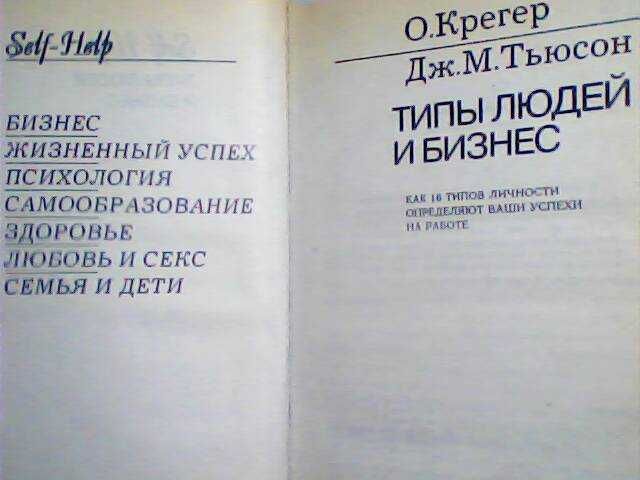 Self-Help
БИЗНЕС
ЖИЗНЕННЫЙ УСПЕХ
ПСИХОЛОГИЯ
САМООБРАЗОВАНИЕ
ЗДОРОВЬЕ
ЛЮБОВЬ И СЕКС
СЕМЬЯ И ДЕТИ
О.Крегер
Дж.М.Тьюсон
ТИПЫ ЛЮДЕЙ
И БИЗНЕС
КАК 16 ТИПОВ ЛИЧНОСТИ
ОПРЕДЕЛЯЮТ ВАШИ УСПЕХИ
НА РАБОТЕ